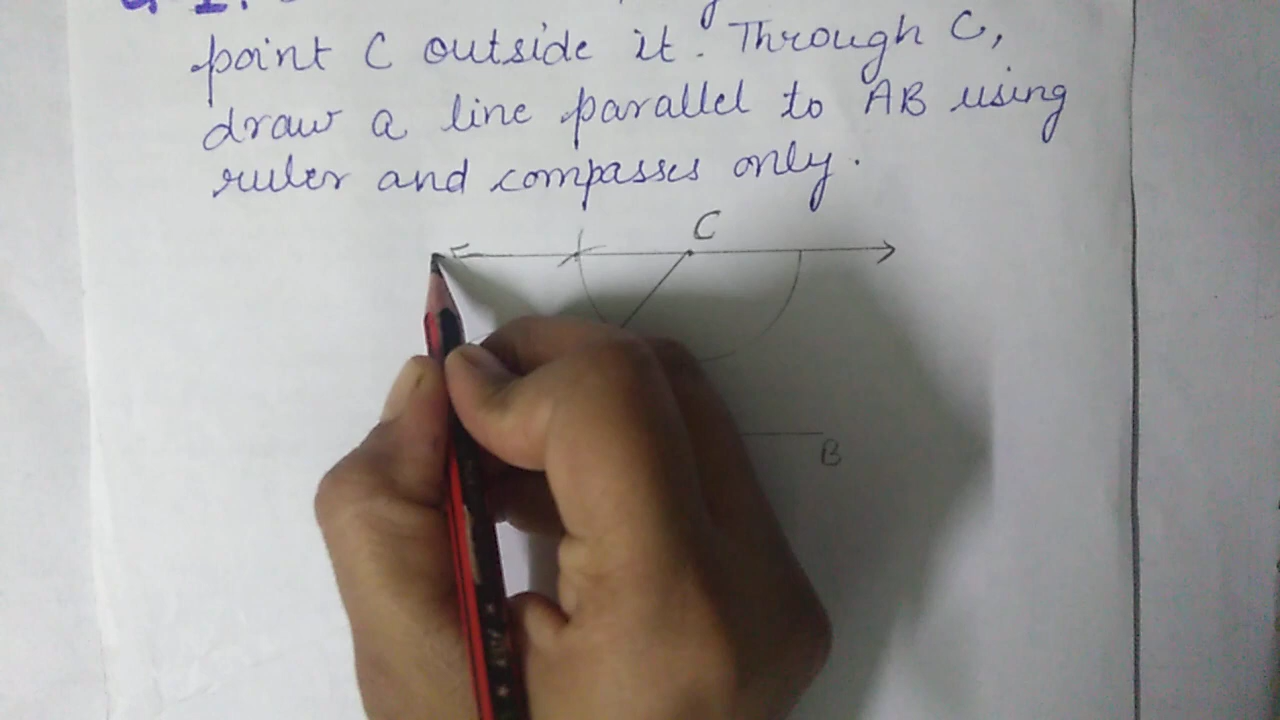 point C outside it. Through C,
draw a line parallel to AB using
ruler and compasses only.
C
B